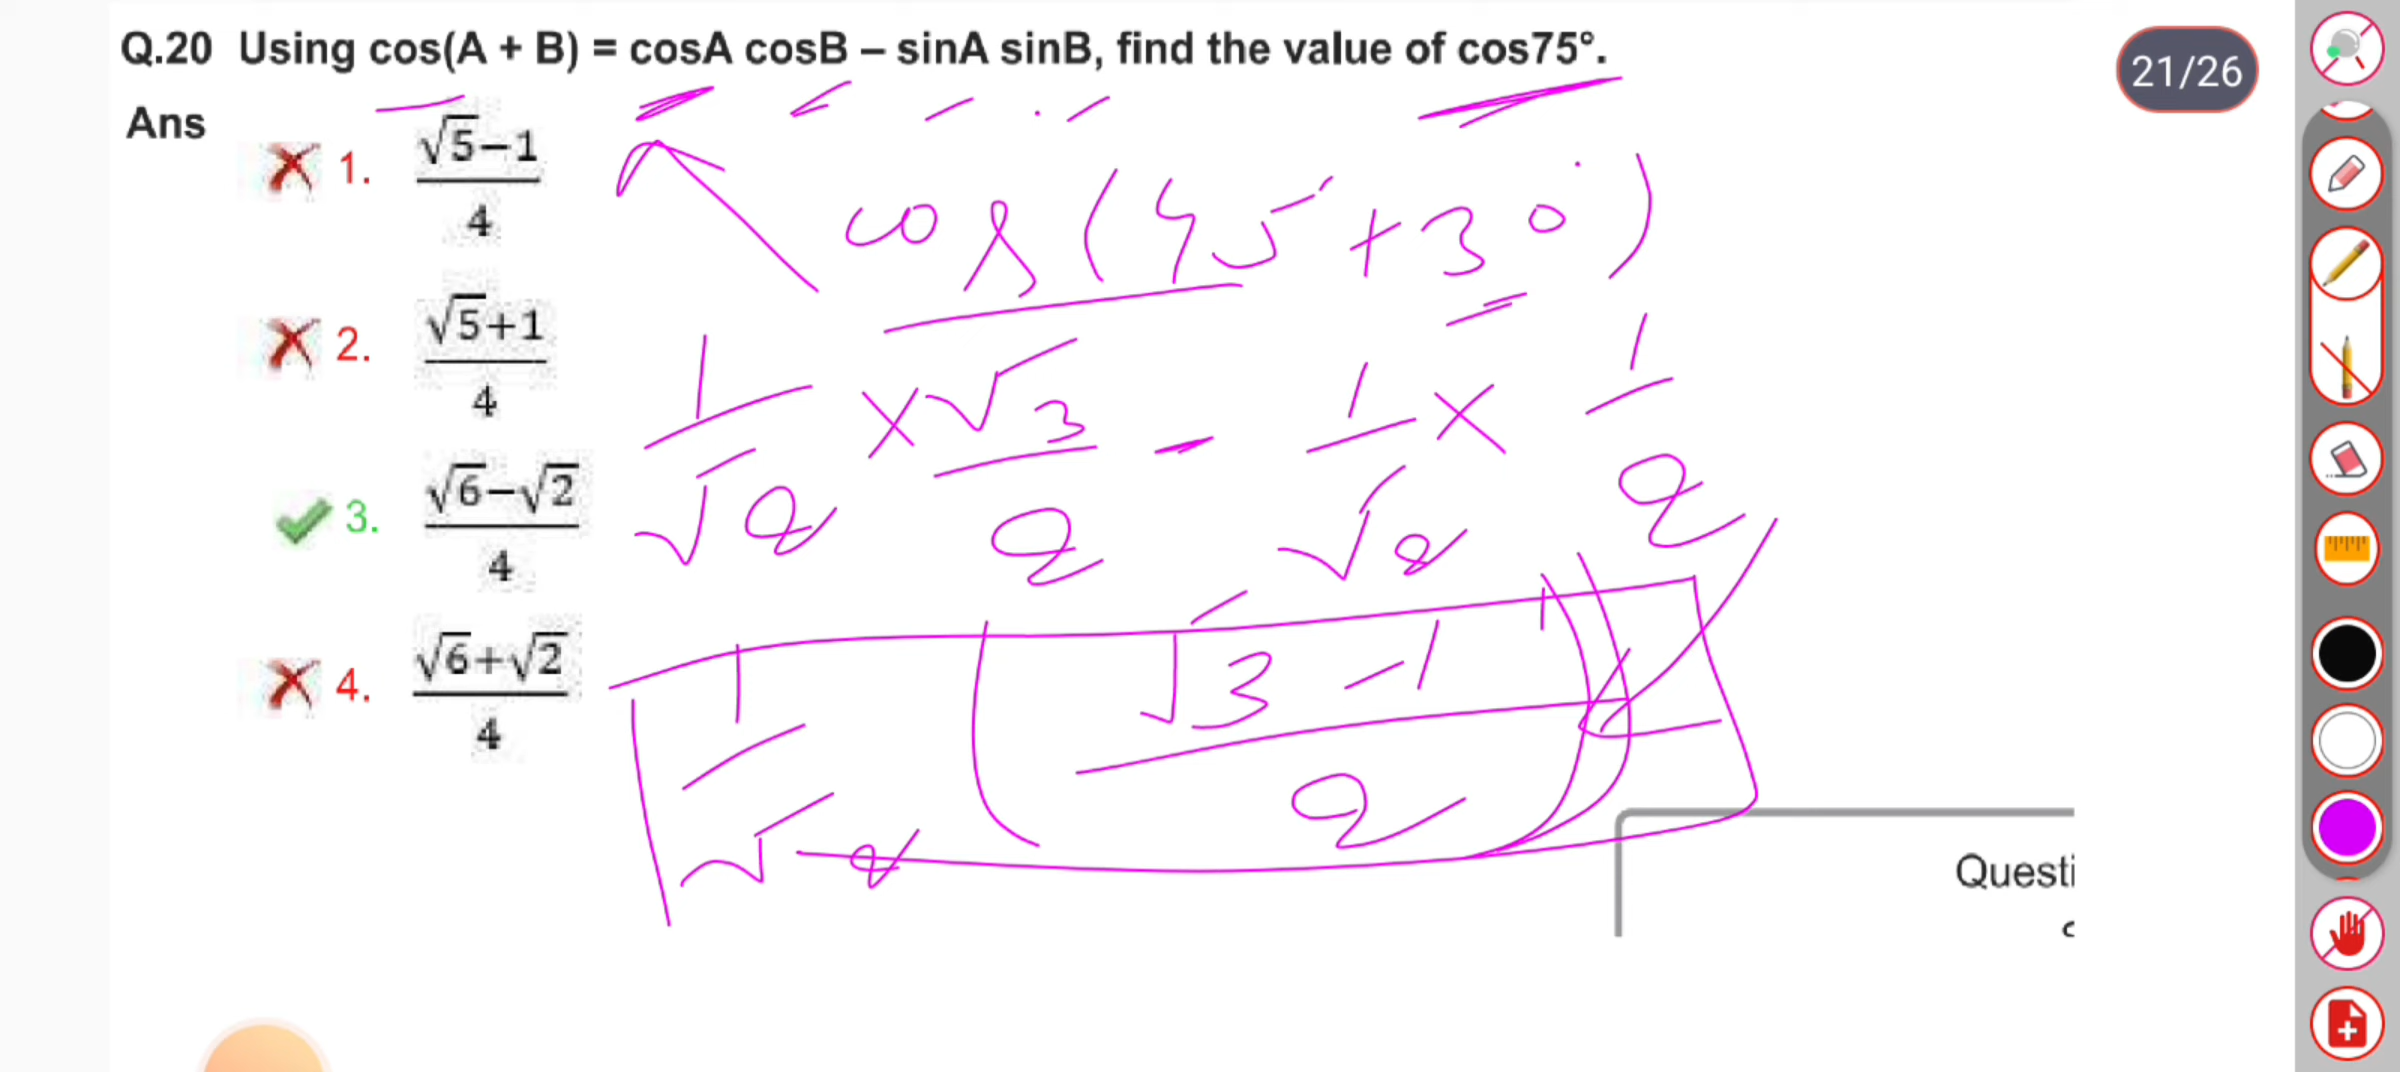 Q.20 Using cos(A + B) = cosA cosB – sinA sinB, find the value of cos75°.
21/26
Ans
1. (√5−1)/4
2. (√5+1)/4
3. (√6−√2)/4
4. (√6+√2)/4
cos(45°+30°)
1/√2 × √3/2 - 1/√2 × 1/2
1/√2 ((√3-1)/2)
Questi
c